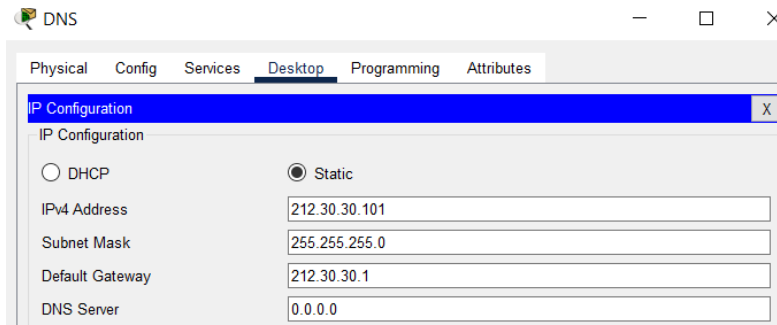 DNS
Physical Config Services Desktop Programming Attributes
IP Configuration X
IP Configuration
DHCP Static
IPv4 Address 212.30.30.101
Subnet Mask 255.255.255.0
Default Gateway 212.30.30.1
DNS Server 0.0.0.0